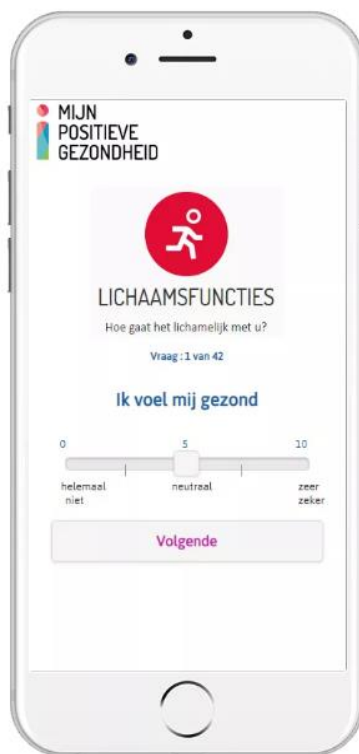 MIJN
POSITIEVE
GEZONDHEID
LICHAAMSFUNCTIES
Hoe gaat het lichamelijk met u?
Vraag : 1 van 42
Ik voel mij gezond
0 5 10
helemaal neutraal zeer
niet zeker
Volgende